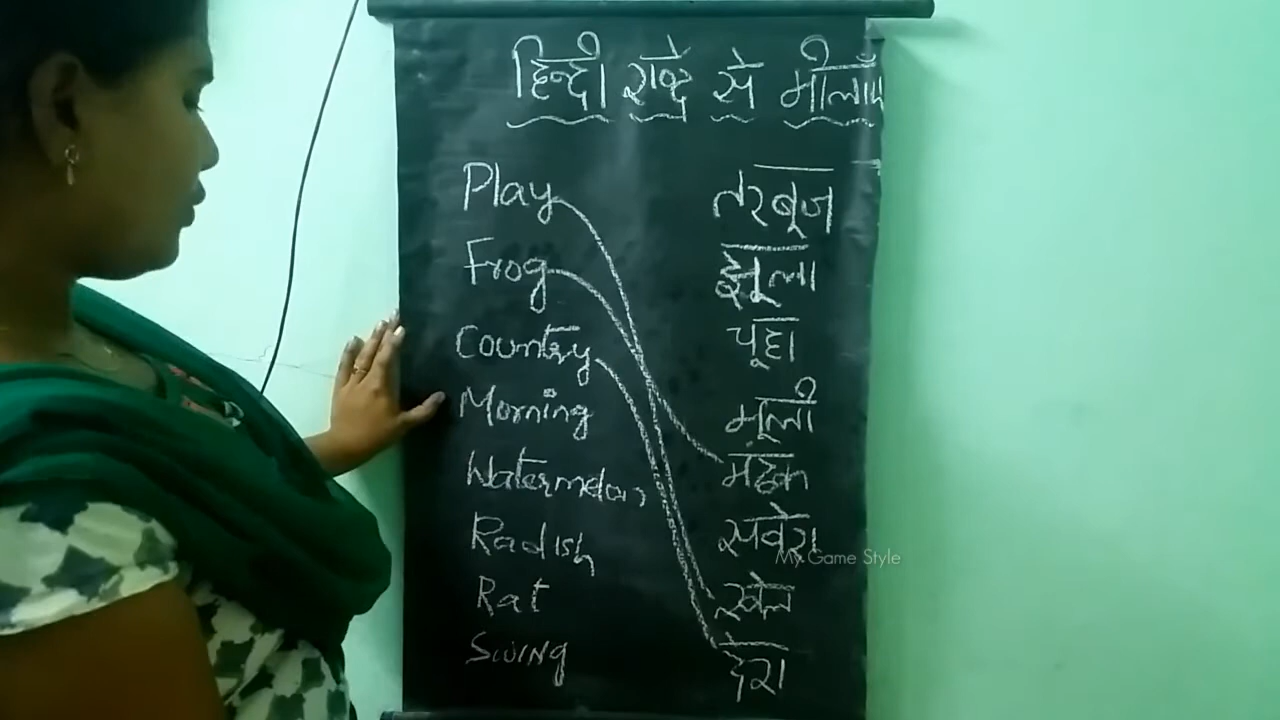 हिन्दी शब्द से मीलाएँ
Play तरबूज
Frog झूला
Country चूहा
Morning मूली
Watermelon मेंढक
Radish सवेरा
My Game Style
Rat खेल
Swing देश